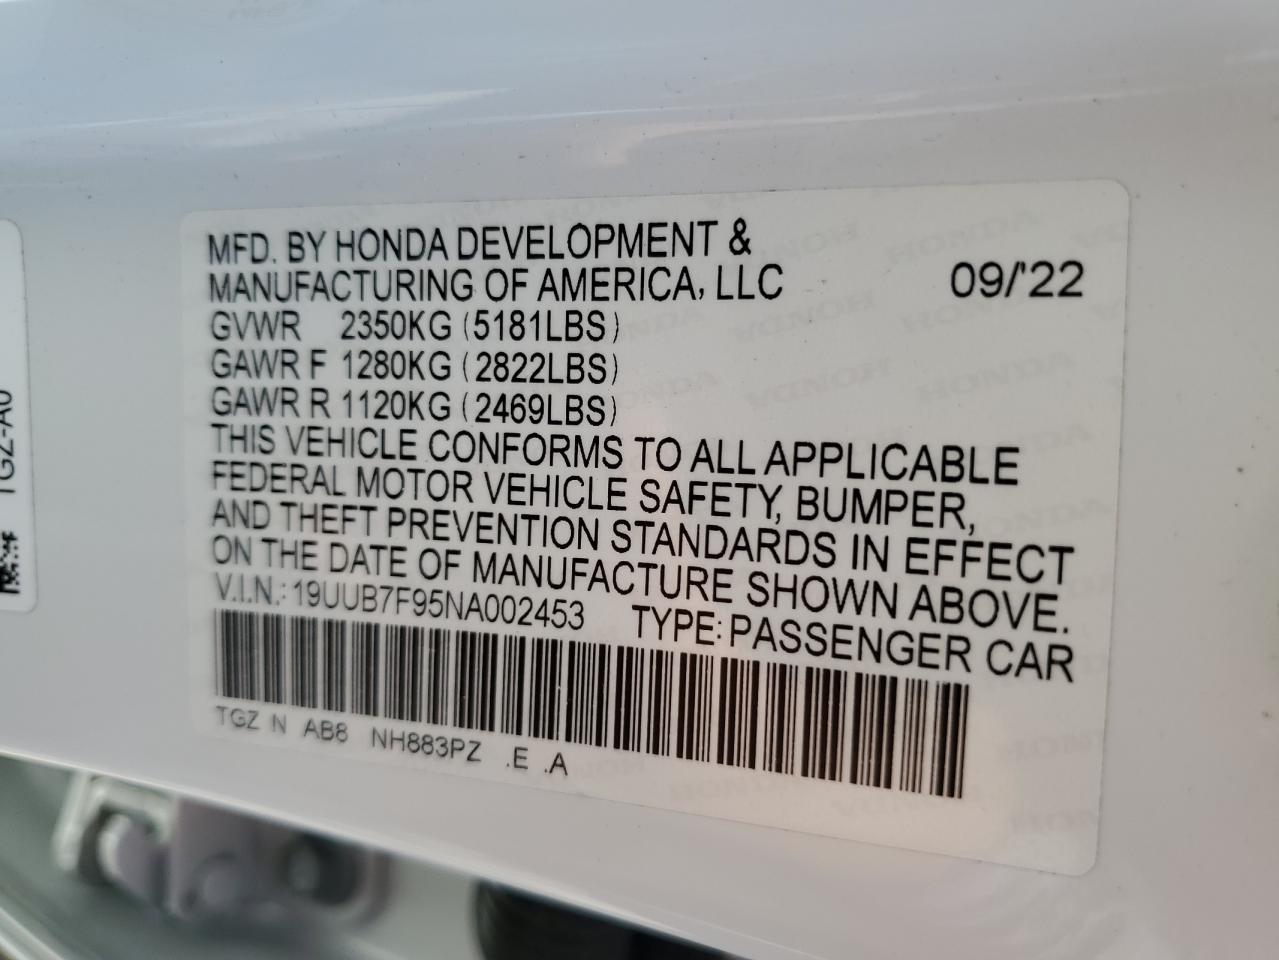 MFD. BY HONDA DEVELOPMENT &
MANUFACTURING OF AMERICA, LLC 09/'22
GVWR 2350KG (5181LBS)
GAWR F 1280KG (2822LBS)
GAWR R 1120KG (2469LBS)
THIS VEHICLE CONFORMS TO ALL APPLICABLE
FEDERAL MOTOR VEHICLE SAFETY, BUMPER,
AND THEFT PREVENTION STANDARDS IN EFFECT
ON THE DATE OF MANUFACTURE SHOWN ABOVE.
V.I.N.: 19UUB7F95NA002453 TYPE: PASSENGER CAR
TGZ N AB8 NH883PZ .E .A
TGZ-A0